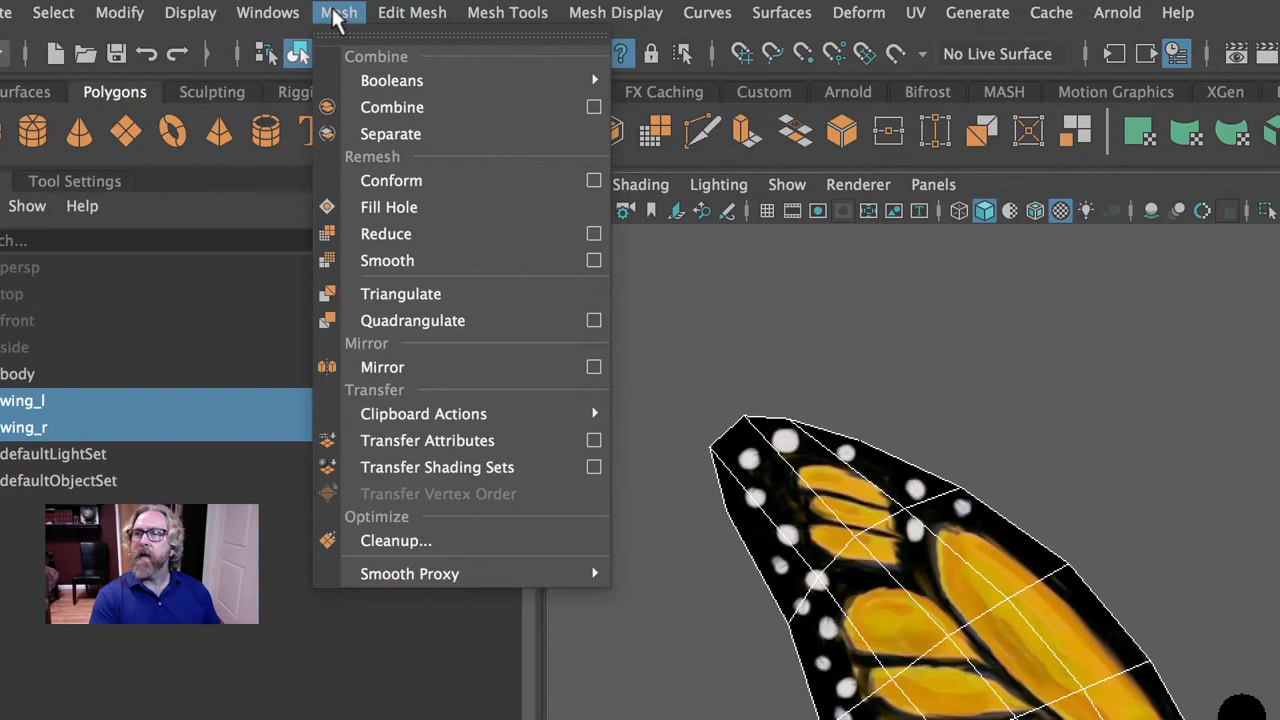 Select Modify Display Windows Mesh Edit Mesh Mesh Tools Mesh Display Curves Surfaces Deform UV Generate Cache Arnold Help
No Live Surface
Polygons Sculpting FX Caching Custom Arnold Bifrost MASH Motion Graphics XGen
Tool Settings
Show Help
Shading Lighting Show Renderer Panels
persp
top
front
side
body
wing_l
wing_r
defaultLightSet
defaultObjectSet
Combine
Booleans
Combine
Separate
Remesh
Conform
Fill Hole
Reduce
Smooth
Triangulate
Quadrangulate
Mirror
Mirror
Transfer
Clipboard Actions
Transfer Attributes
Transfer Shading Sets
Transfer Vertex Order
Optimize
Cleanup...
Smooth Proxy